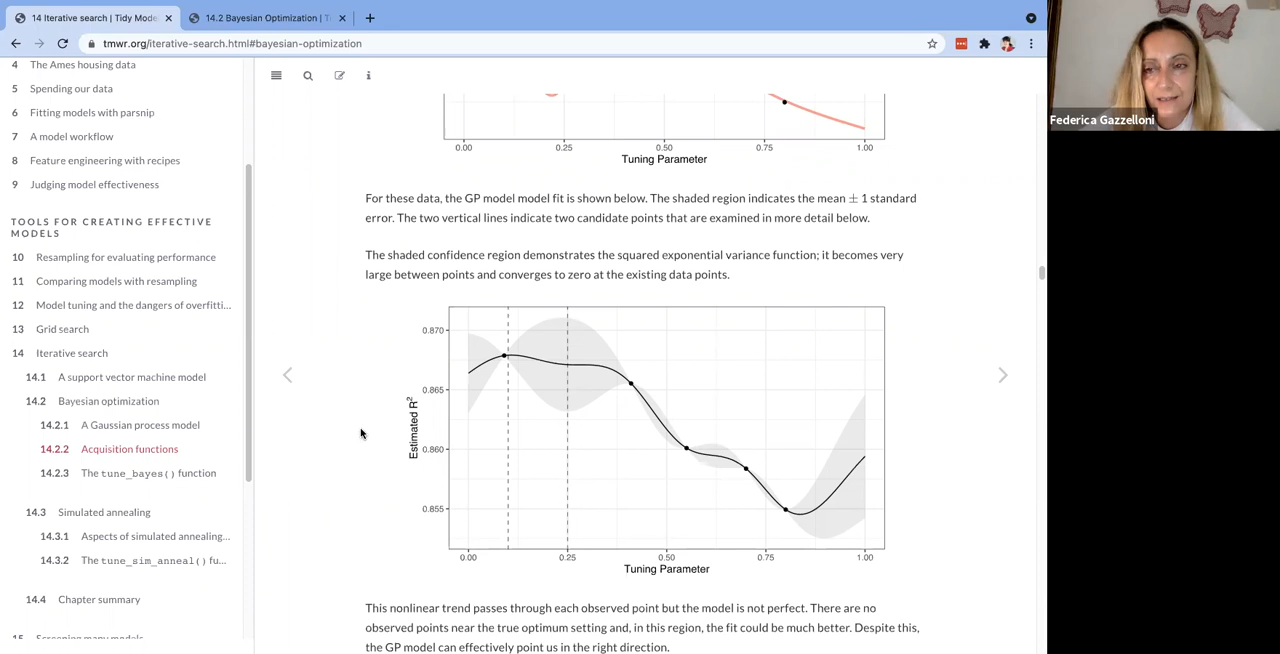 14 Iterative search | Tidy Mode
14.2 Bayesian Optimization | T
tmwr.org/iterative-search.html#bayesian-optimization
4 The Ames housing data
5 Spending our data
6 Fitting models with parsnip
7 A model workflow
8 Feature engineering with recipes
9 Judging model effectiveness
TOOLS FOR CREATING EFFECTIVE
MODELS
10 Resampling for evaluating performance
11 Comparing models with resampling
12 Model tuning and the dangers of overfitti...
13 Grid search
14 Iterative search
14.1 A support vector machine model
14.2 Bayesian optimization
14.2.1 A Gaussian process model
14.2.2 Acquisition functions
14.2.3 The tune_bayes() function
14.3 Simulated annealing
14.3.1 Aspects of simulated annealing...
14.3.2 The tune_sim_anneal() fu...
14.4 Chapter summary
15 Screening many models
0.00 0.25 0.50 0.75 1.00
Tuning Parameter
For these data, the GP model model fit is shown below. The shaded region indicates the mean ± 1 standard
error. The two vertical lines indicate two candidate points that are examined in more detail below.
The shaded confidence region demonstrates the squared exponential variance function; it becomes very
large between points and converges to zero at the existing data points.
Estimated R²
0.870
0.865
0.860
0.855
0.00 0.25 0.50 0.75 1.00
Tuning Parameter
This nonlinear trend passes through each observed point but the model is not perfect. There are no
observed points near the true optimum setting and, in this region, the fit could be much better. Despite this,
the GP model can effectively point us in the right direction.
Federica Gazzelloni